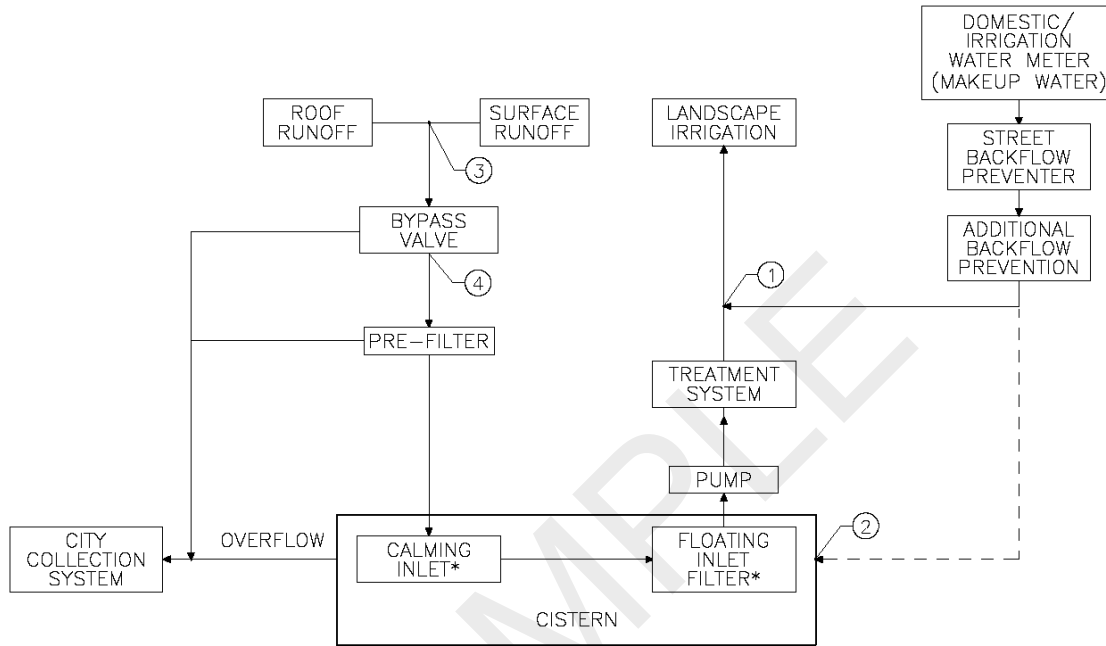 DOMESTIC/
IRRIGATION
WATER METER
(MAKEUP WATER)
ROOF
RUNOFF
SURFACE
RUNOFF
LANDSCAPE
IRRIGATION
STREET
BACKFLOW
PREVENTER
3
BYPASS
VALVE
ADDITIONAL
BACKFLOW
PREVENTION
4
1
PRE-FILTER
TREATMENT
SYSTEM
PUMP
CITY
COLLECTION
SYSTEM
OVERFLOW
CALMING
INLET*
FLOATING
INLET
FILTER*
2
CISTERN
MPLE